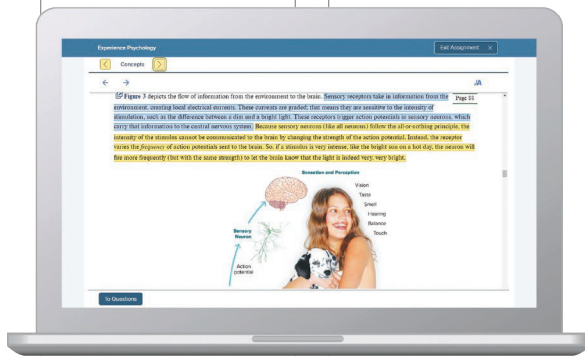 Experience Psychology
Exit Assignment ×
Concepts
Page 51
Figure 3 depicts the flow of information from the environment to the brain. Sensory receptors take in information from the
environment, creating local electrical currents. These currents are graded; that means they are sensitive to the intensity of
stimulation, such as the difference between a dim and a bright light. These receptors trigger action potentials in sensory neurons, which
carry that information to the central nervous system. Because sensory neurons (like all neurons) follow the all-or-nothing principle, the
intensity of the stimulus cannot be communicated to the brain by changing the strength of the action potential. Instead, the receptor
varies the frequency of action potentials sent to the brain. So, if a stimulus is very intense, like the bright sun on a hot day, the neuron will
fire more frequently (but with the same strength) to let the brain know that the light is indeed very, very bright.
Sensation and Perception
Vision
Taste
Smell
Hearing
Balance
Touch
Sensory
Neuron
Action
potential
To Questions